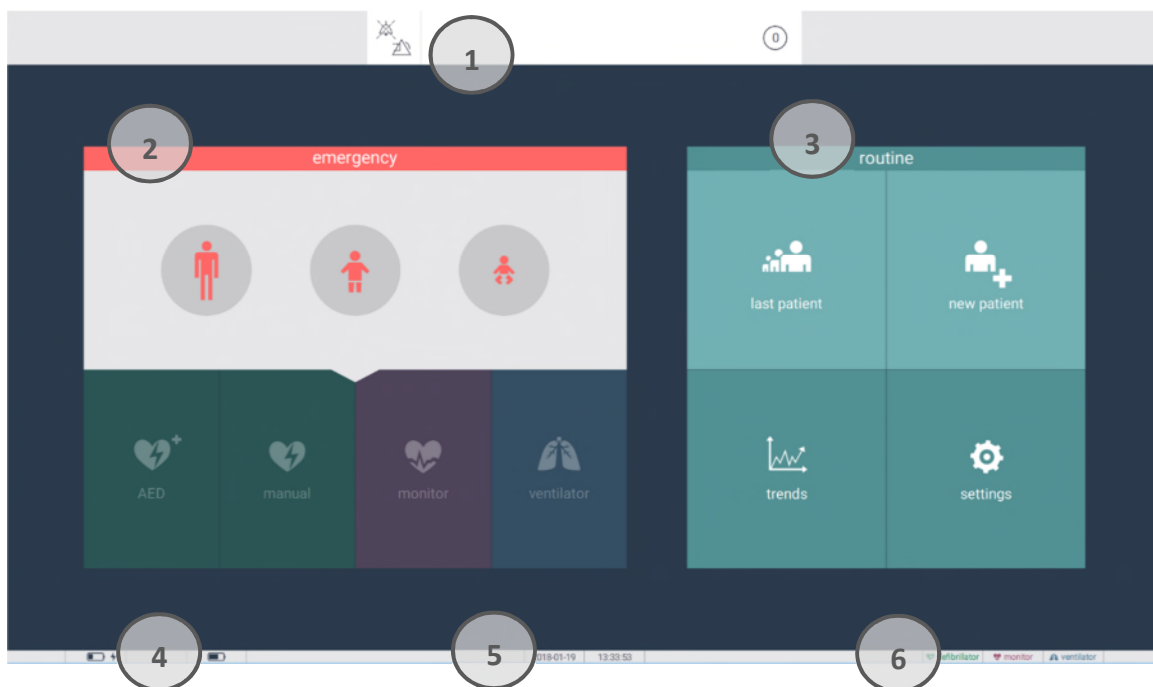 0
1
2
3
emergency
routine
last patient
new patient
AED
manual
monitor
ventilator
trends
settings
4
5
6
2018-01-19
13:33:53
defibrillator
monitor
ventilator